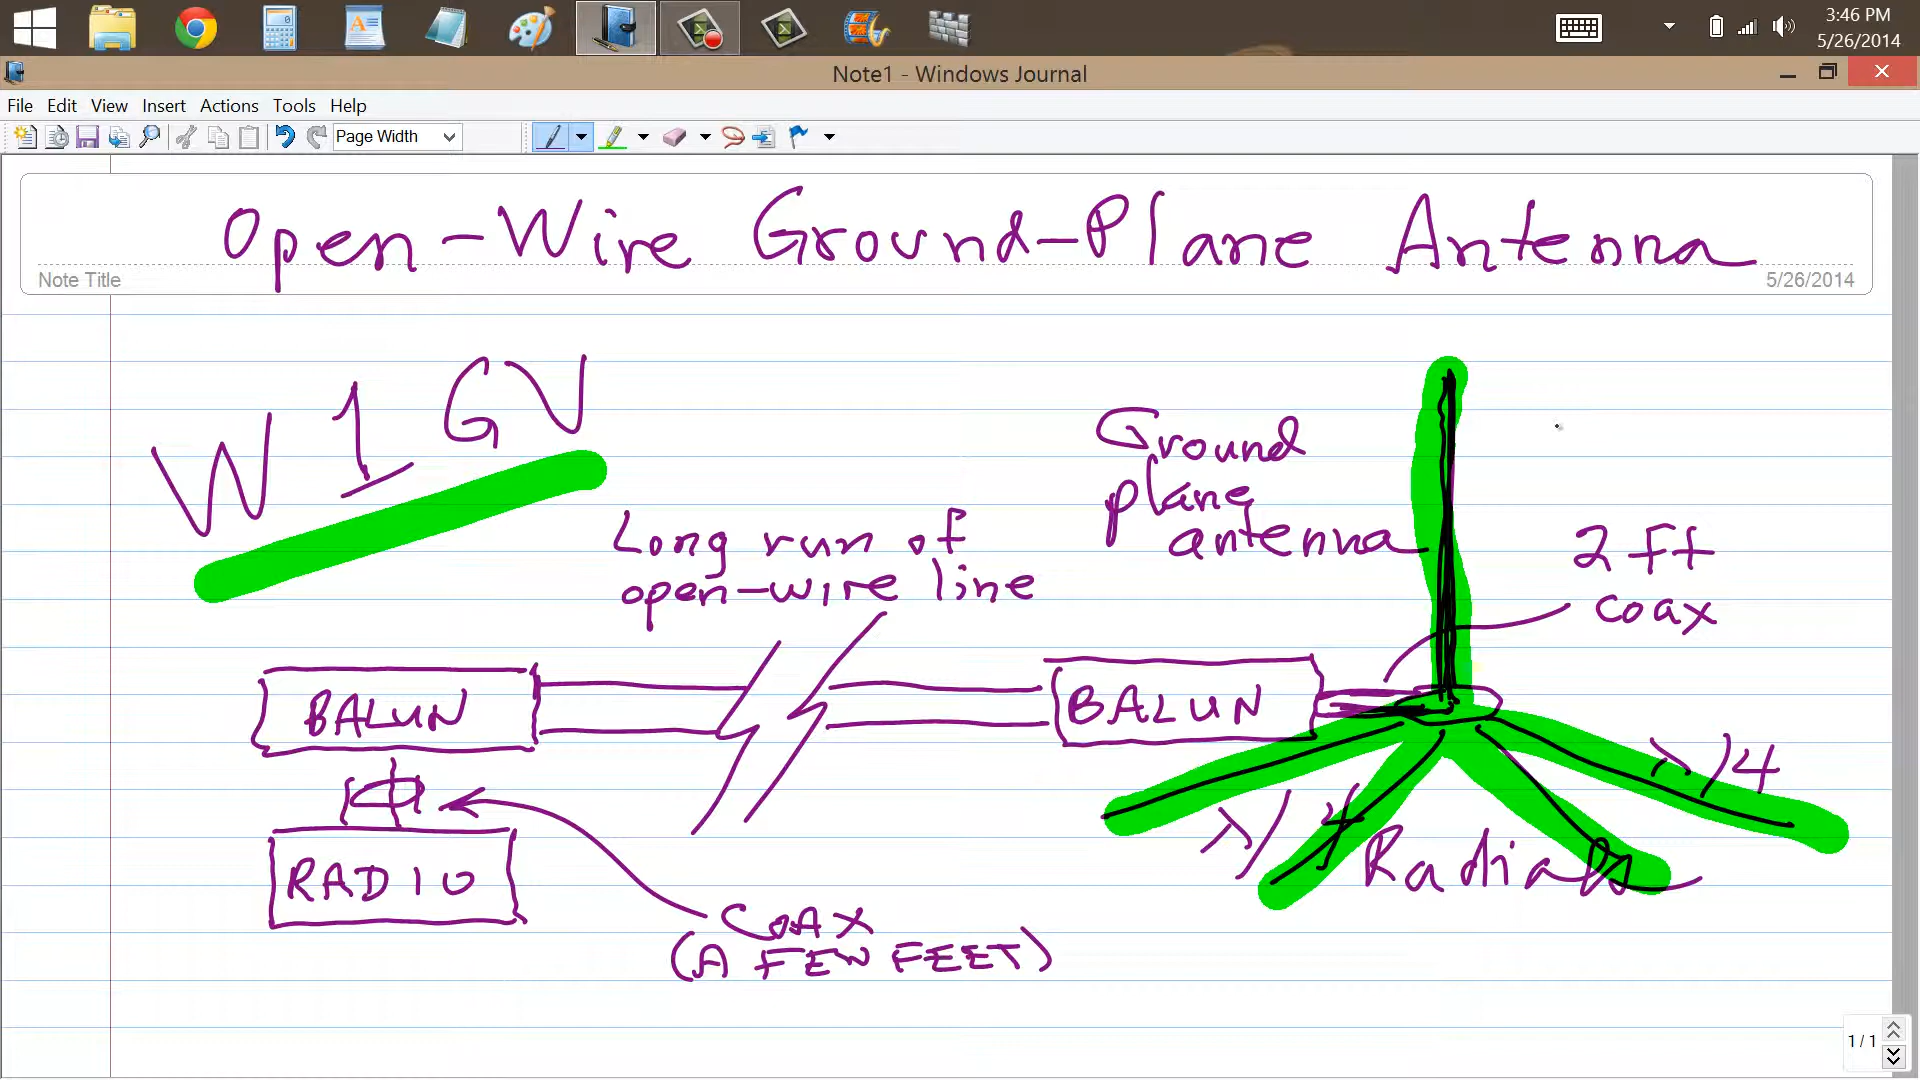 3:46 PM
5/26/2014
Note1 - Windows Journal
File Edit View Insert Actions Tools Help
Page Width
Open-Wire Ground-Plane Antenna
Note Title
5/26/2014
W1GV
Ground
plane
antenna
Long run of
open-wire line
2 ft
coax
BALUN
BALUN
λ/4
λ/4
Radials
RADIO
COAX
(A FEW FEET)
1 / 1